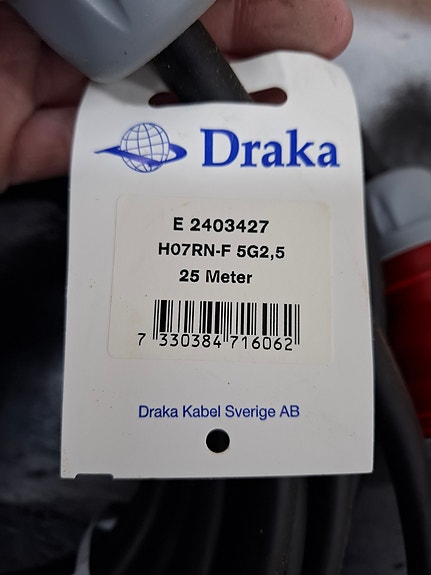 Draka
E 2403427
H07RN-F 5G2,5
25 Meter
7 330384 716062
Draka Kabel Sverige AB